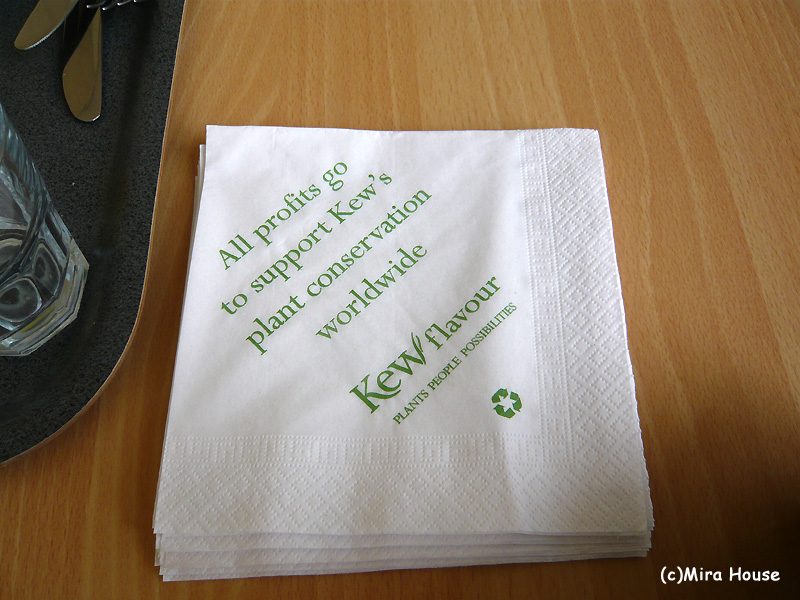 All profits go
to support Kew's
plant conservation
worldwide
Kew flavour
PLANTS PEOPLE POSSIBILITIES
(c)Mira House